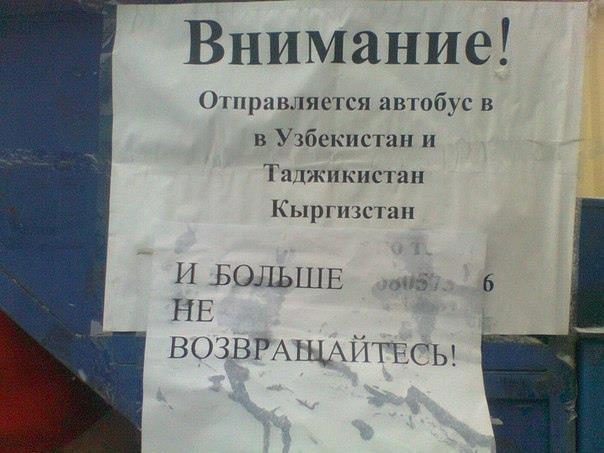 Внимание!
Отправляется автобус в
в Узбекистан и
Таджикистан
Кыргизстан
И БОЛЬШЕ
НЕ
ВОЗВРАЩАЙТЕСЬ!